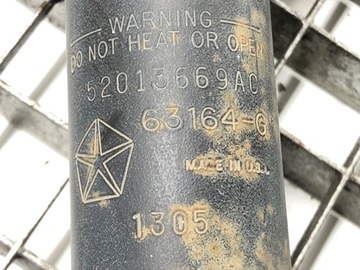 WARNING
DO NOT HEAT OR OPEN
52013669AC
63164-G
MADE IN U.S.A.
1305